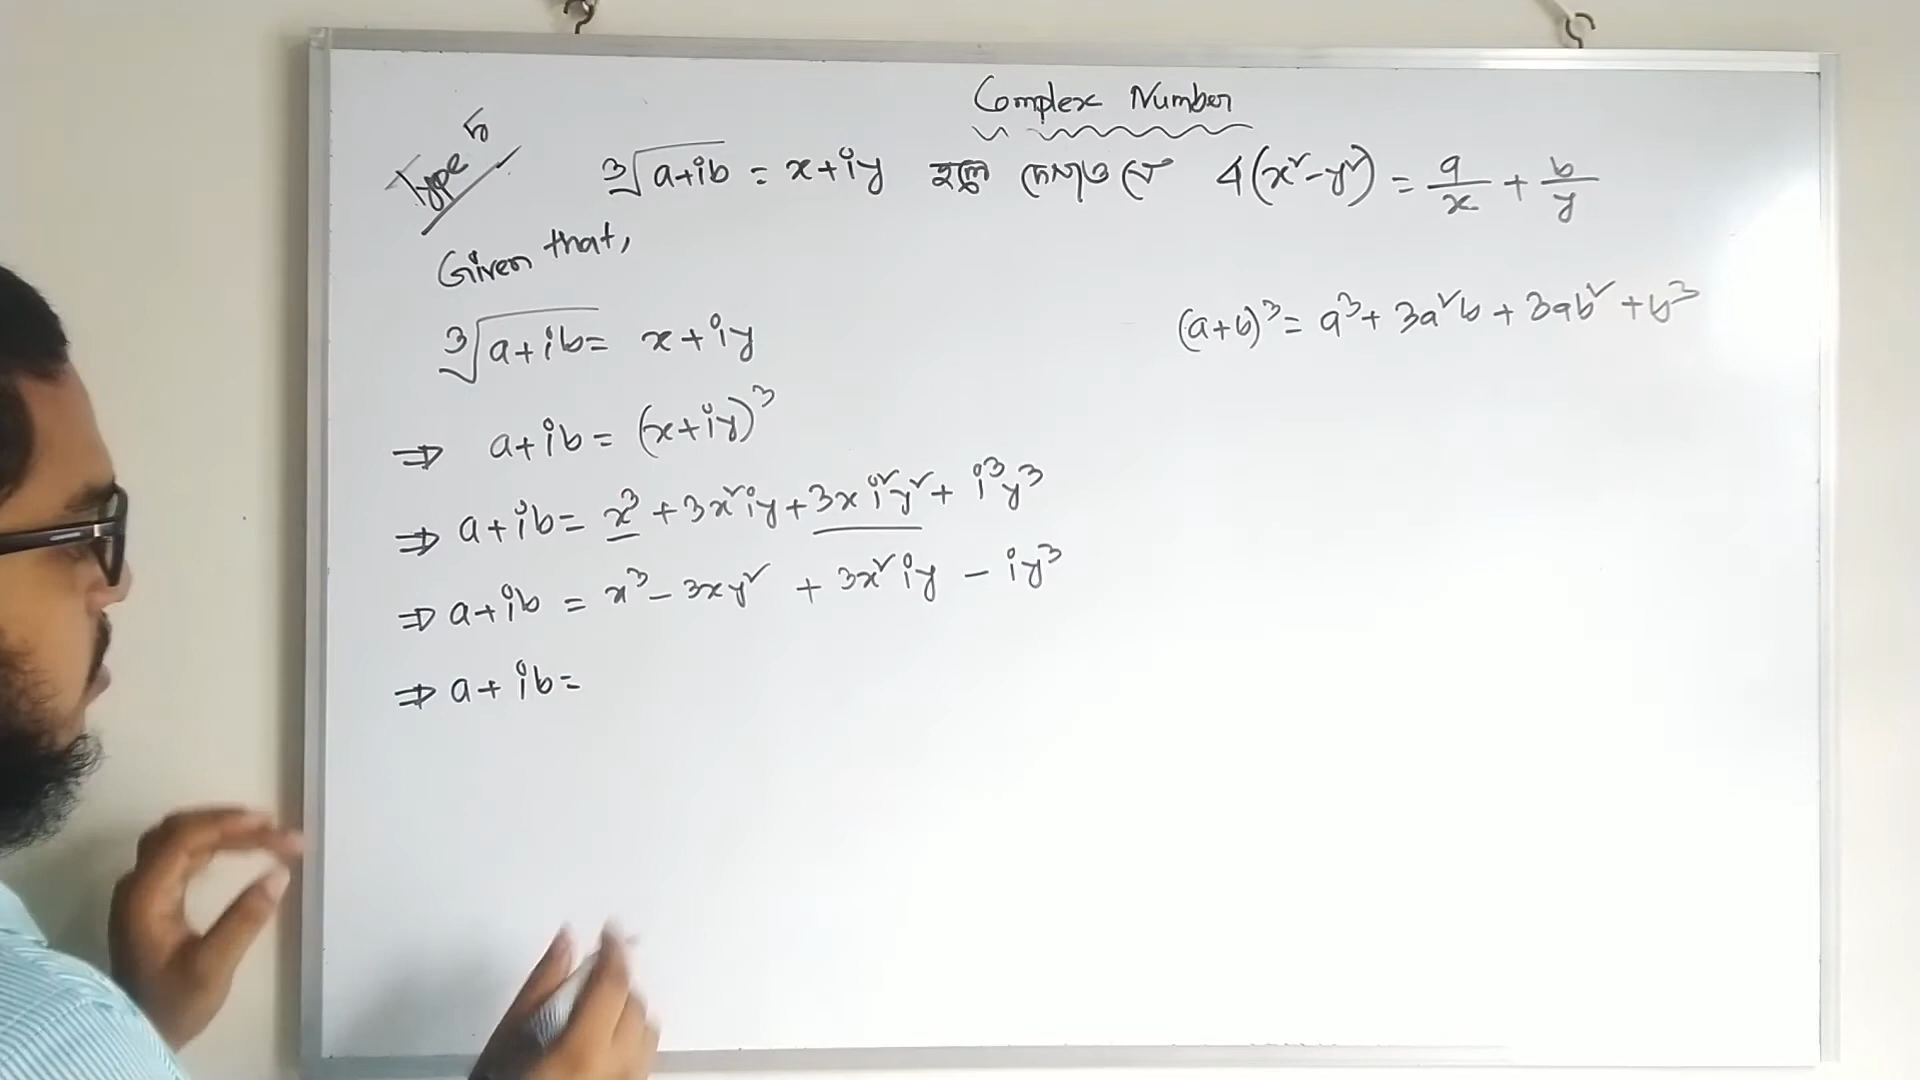 Complex Number
Type 5
∛(a+ib) = x+iy হলে দেখাও যে 4(x²-y²) = a/x + b/y
Given that,
∛(a+ib) = x+iy
(a+b)³ = a³ + 3a²b + 3ab² + b³
⇒ a+ib = (x+iy)³
⇒ a+ib = x³ + 3x²iy + 3xi²y² + i³y³
⇒ a+ib = x³ - 3xy² + 3x²iy - iy³
⇒ a+ib =